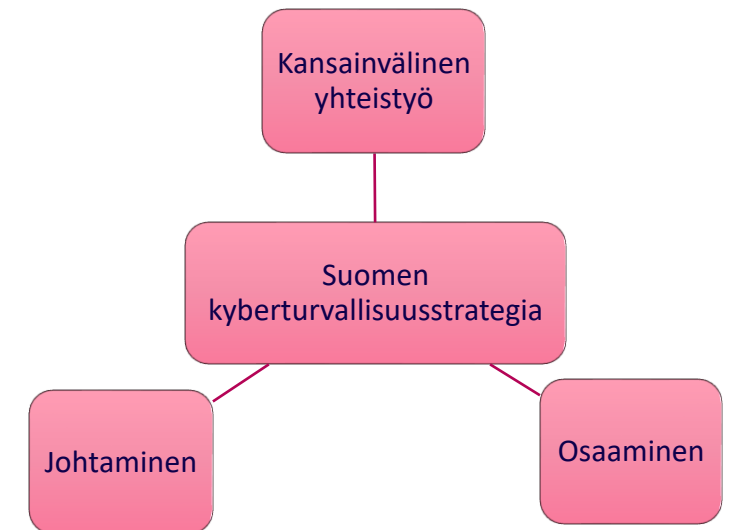 Kansainvälinen
yhteistyö
Suomen
kyberturvallisuusstrategia
Johtaminen
Osaaminen